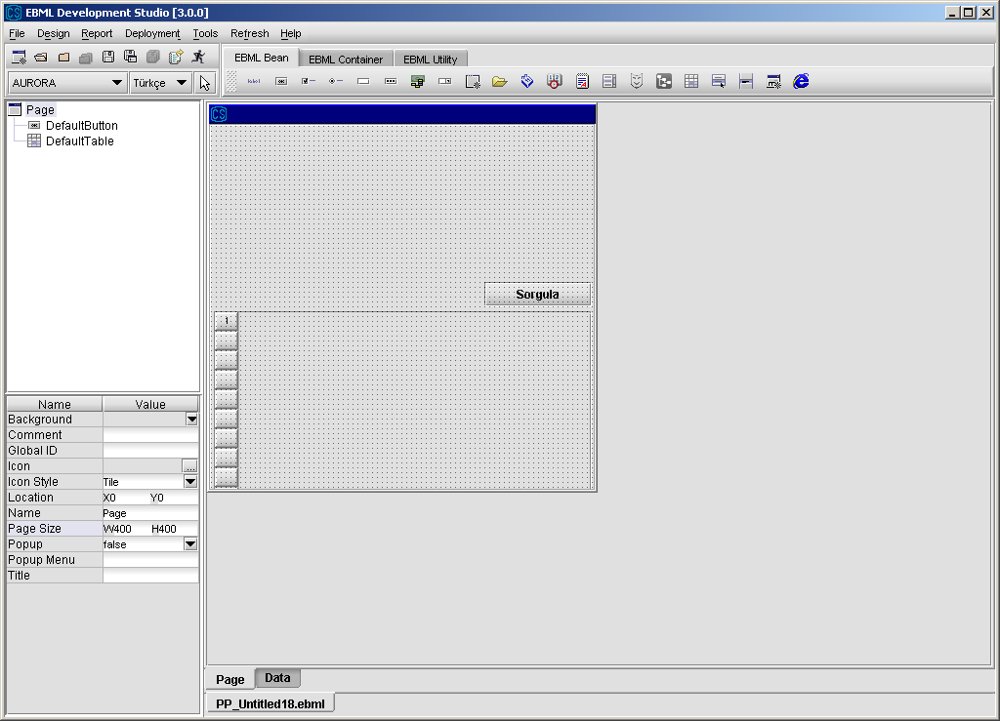 EBML Development Studio [3.0.0]
File Design Report Deployment Tools Refresh Help
EBML Bean EBML Container EBML Utility
AURORA Türkçe label
Page
DefaultButton
DefaultTable
CS
Sorgula
1
Name Value
Background
Comment
Global ID
Icon ...
Icon Style Tile
Location X0 Y0
Name Page
Page Size W400 H400
Popup false
Popup Menu
Title
Page Data
PP_Untitled18.ebml